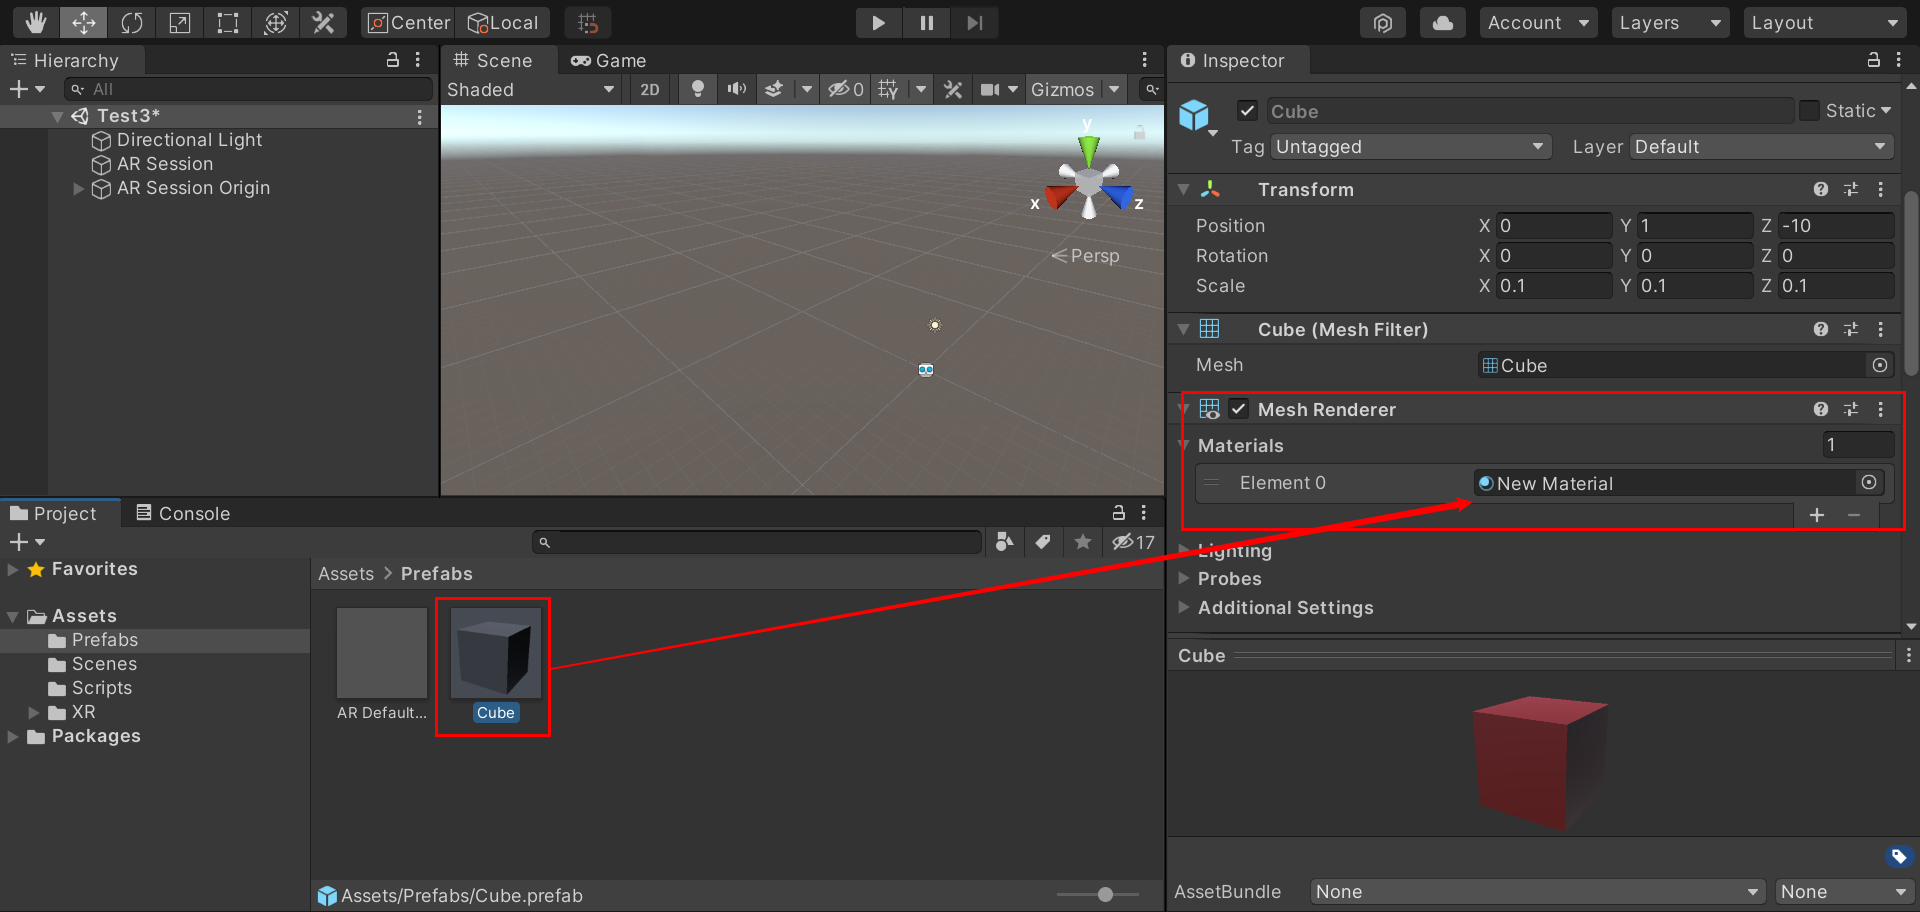 Center Local Account Layers Layout
Hierarchy
All
Test3*
Directional Light
AR Session
AR Session Origin
Scene Game
Shaded 2D 0 Gizmos
y
x z
Persp
Project Console
17
Favorites
Assets
Prefabs
Scenes
Scripts
XR
Packages
Assets > Prefabs
AR Default...
Cube
Assets/Prefabs/Cube.prefab
Inspector
Cube Static
Tag Untagged Layer Default
Transform
Position X 0 Y 1 Z -10
Rotation X 0 Y 0 Z 0
Scale X 0.1 Y 0.1 Z 0.1
Cube (Mesh Filter)
Mesh Cube
Mesh Renderer
Materials 1
Element 0 New Material
Lighting
Probes
Additional Settings
Cube
AssetBundle None None